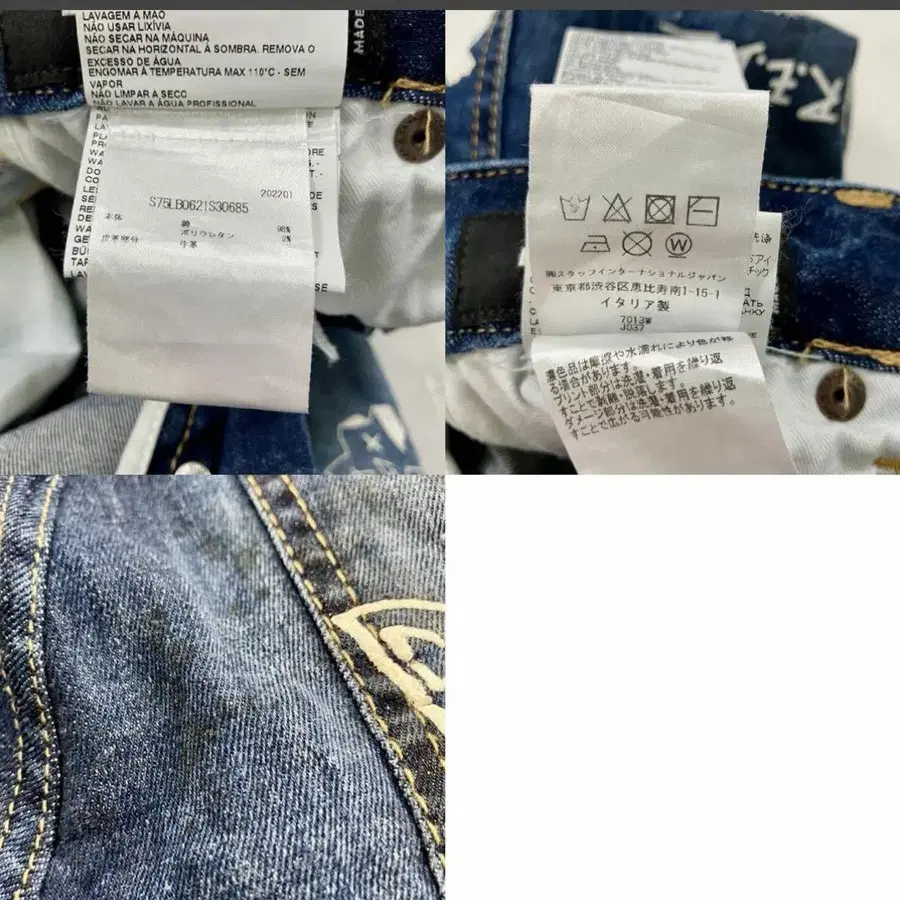 LAVAGEM À MÃO
NÃO USAR LIXÍVIA
NÃO SECAR NA MÁQUINA
SECAR NA HORIZONTAL À SOMBRA. REMOVA O
EXCESSO DE ÁGUA
ENGOMAR À TEMPERATURA MAX 110°C - SEM
VAPOR
NÃO LIMPAR A SECO
NÃO LAVAR A ÁGUA PROFISSIONAL
MADE
202201
S75LB0621S30685
本体 綿 98%
ポリウレタン 2%
皮革部分 牛革
R.E.
W
㈱スタッフインターナショナルジャパン
東京都渋谷区恵比寿南1-15-1
イタリア製
7013W
J037
濃色品は摩擦や水濡れにより色が移
る場合があります。
プリント部分は洗濯・着用を繰り返
すことで剥離・脱落します。
ダメージ部分は洗濯・着用を繰り返
すことで広がる可能性があります。